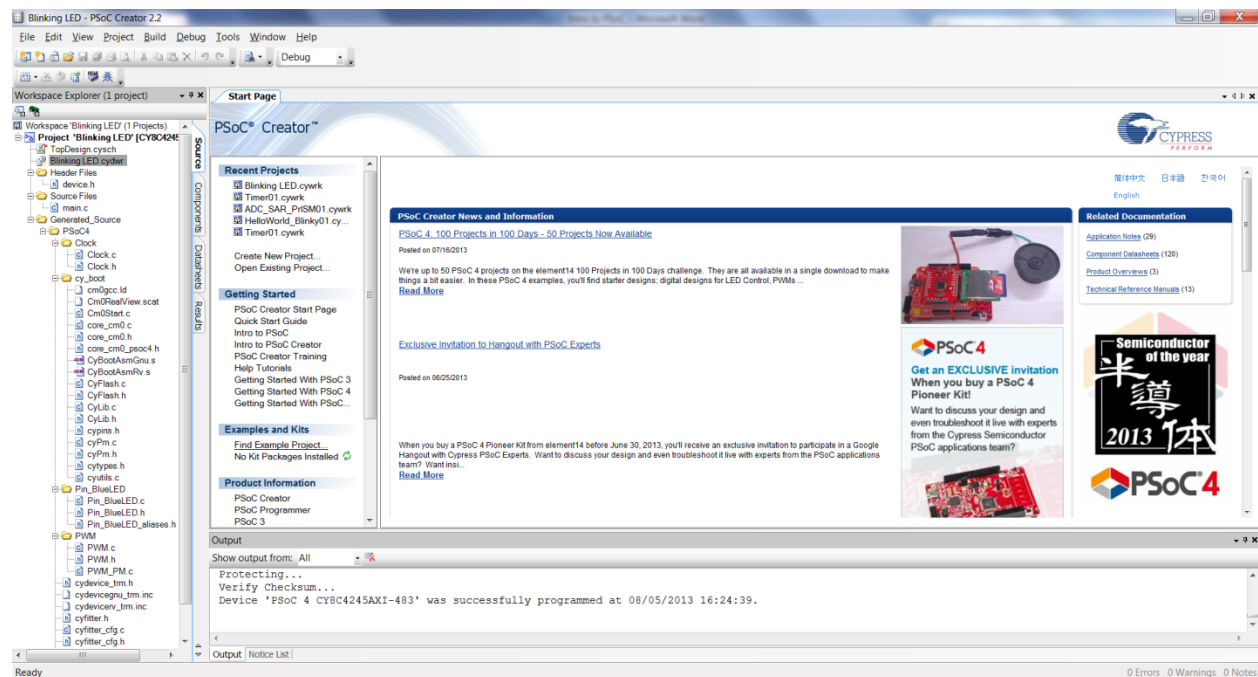 Blinking LED - PSoC Creator 2.2
File Edit View Project Build Debug Tools Window Help
Debug
Workspace Explorer (1 project)
Workspace 'Blinking LED' (1 Projects)
Project 'Blinking LED' [CY8C4245
TopDesign.cysch
Blinking LED.cydwr
Header Files
device.h
Source Files
main.c
Generated_Source
PSoC4
Clock
Clock.c
Clock.h
cy_boot
cm0gcc.ld
Cm0RealView.scat
Cm0Start.c
core_cm0.c
core_cm0.h
core_cm0_psoc4.h
CyBootAsmGnu.s
CyBootAsmRv.s
CyFlash.c
CyFlash.h
CyLib.c
CyLib.h
cypins.h
cyPm.c
cyPm.h
cytypes.h
cyutils.c
Pin_BlueLED
Pin_BlueLED.c
Pin_BlueLED.h
Pin_BlueLED_aliases.h
PWM
PWM.c
PWM.h
PWM_PM.c
cydevice_trm.h
cydevicegnu_trm.inc
cydevicerv_trm.inc
cyfitter.h
cyfitter_cfg.c
cyfitter_cfg.h
Source
Components
Datasheets
Results
Start Page
PSoC® Creator™
CYPRESS
PERFORM
Recent Projects
Blinking LED.cywrk
Timer01.cywrk
ADC_SAR_PrISM01.cywrk
HelloWorld_Blinky01.cy...
Timer01.cywrk
Create New Project...
Open Existing Project...
Getting Started
PSoC Creator Start Page
Quick Start Guide
Intro to PSoC
Intro to PSoC Creator
PSoC Creator Training
Help Tutorials
Getting Started With PSoC 3
Getting Started With PSoC 4
Getting Started With PSoC...
Examples and Kits
Find Example Project...
No Kit Packages Installed
Product Information
PSoC Creator
PSoC Programmer
PSoC 3
简体中文 日本語 한국어
English
PSoC Creator News and Information
PSoC 4: 100 Projects in 100 Days - 50 Projects Now Available
Posted on 07/16/2013
We're up to 50 PSoC 4 projects on the element14 100 Projects in 100 Days challenge. They are all available in a single download to make
things a bit easier. In these PSoC 4 examples, you'll find starter designs; digital designs for LED Control, PWMs ...
Read More
Exclusive Invitation to Hangout with PSoC Experts
Posted on 06/25/2013
When you buy a PSoC 4 Pioneer Kit from element14 before June 30, 2013, you'll receive an exclusive invitation to participate in a Google
Hangout with Cypress PSoC Experts. Want to discuss your design and even troubleshoot it live with experts from the PSoC applications
team? Want insi...
Read More
PSoC 4
Get an EXCLUSIVE invitation
When you buy a PSoC 4
Pioneer Kit!
Want to discuss your design and
even troubleshoot it live with experts
from the Cypress Semiconductor
PSoC applications team?
Related Documentation
Application Notes (29)
Component Datasheets (120)
Product Overviews (3)
Technical Reference Manuals (13)
Semiconductor
of the year
半導体
2013
PSoC 4
Output
Show output from: All
Protecting...
Verify Checksum...
Device 'PSoC 4 CY8C4245AXI-483' was successfully programmed at 08/05/2013 16:24:39.
Output Notice List
Ready
0 Errors 0 Warnings 0 Notes